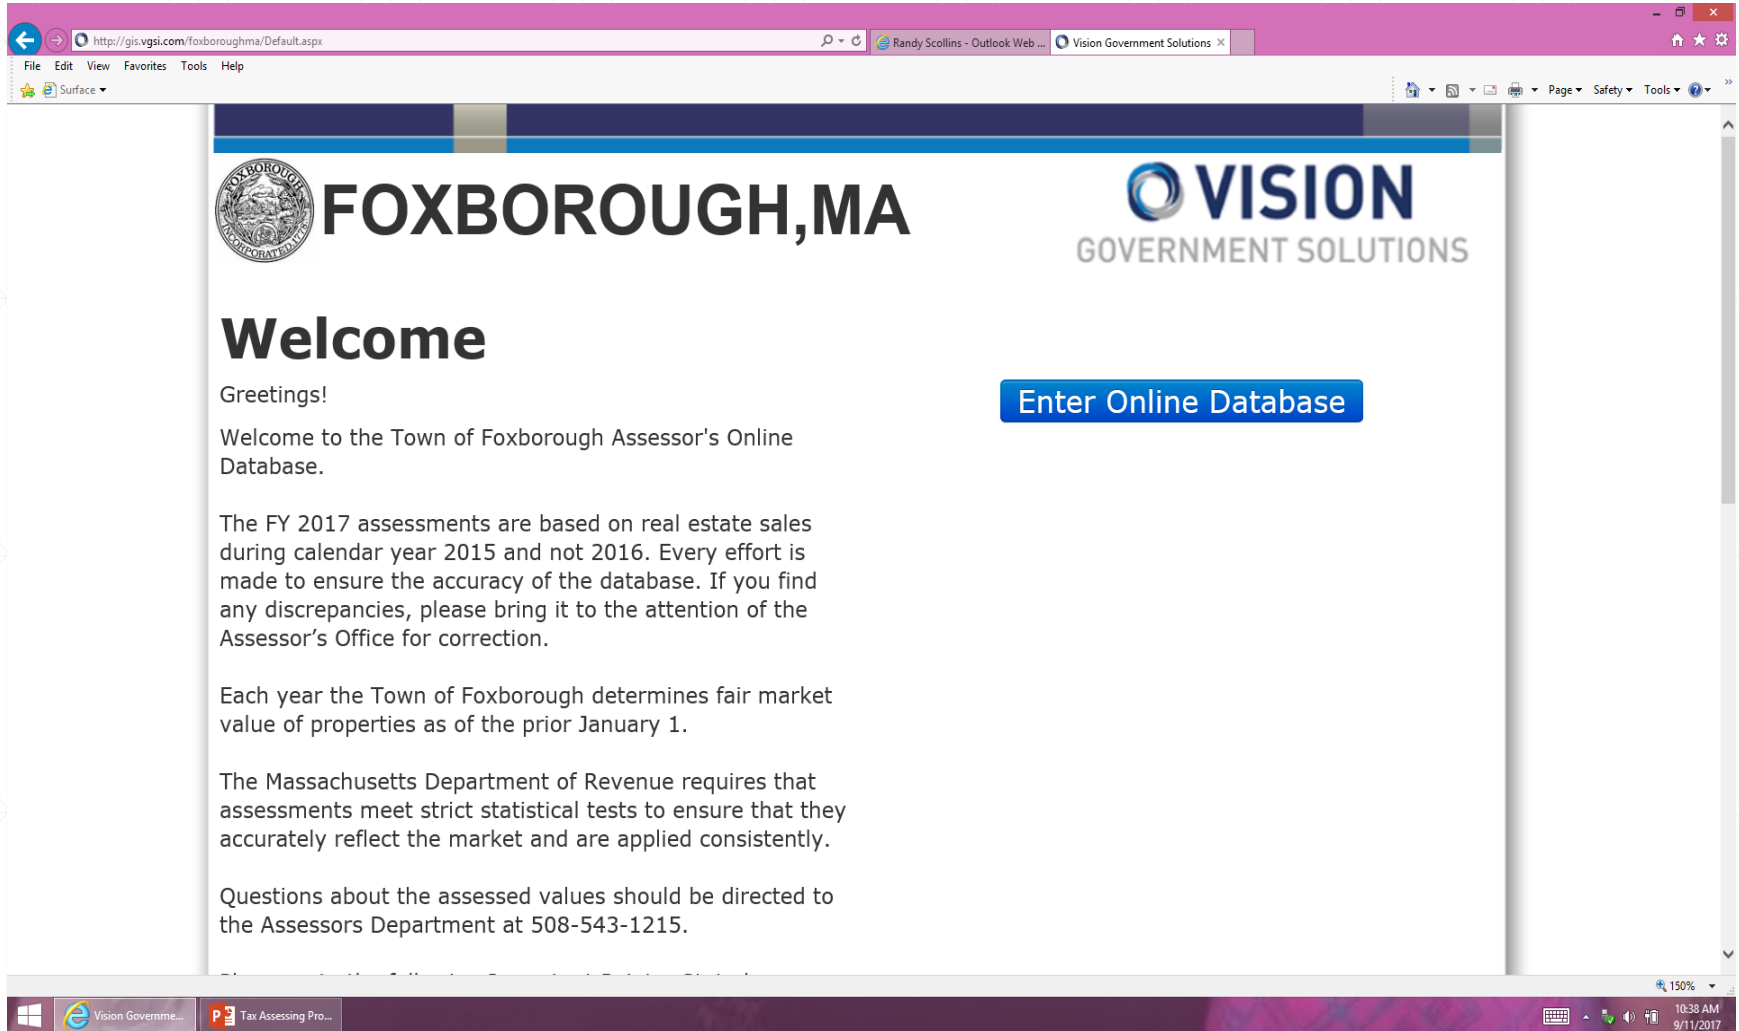 http://gis.vgsi.com/foxboroughma/Default.aspx
Randy Scollins - Outlook Web ...
Vision Government Solutions
File Edit View Favorites Tools Help
Surface
Page Safety Tools
FOXBOROUGH
INCORPORATED 1778
FOXBOROUGH,MA
VISION
GOVERNMENT SOLUTIONS
Welcome
Greetings!
Enter Online Database
Welcome to the Town of Foxborough Assessor's Online
Database.
The FY 2017 assessments are based on real estate sales
during calendar year 2015 and not 2016. Every effort is
made to ensure the accuracy of the database. If you find
any discrepancies, please bring it to the attention of the
Assessor’s Office for correction.
Each year the Town of Foxborough determines fair market
value of properties as of the prior January 1.
The Massachusetts Department of Revenue requires that
assessments meet strict statistical tests to ensure that they
accurately reflect the market and are applied consistently.
Questions about the assessed values should be directed to
the Assessors Department at 508-543-1215.
150%
Vision Governme...
Tax Assessing Pro...
10:38 AM
9/11/2017